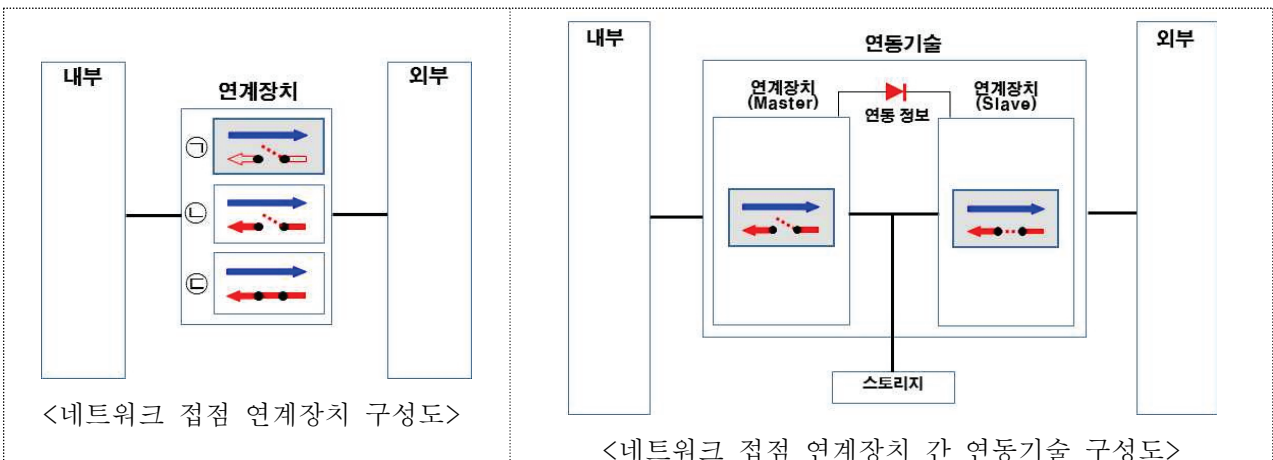 내부
연계장치
외부
㉠
㉡
㉢
<네트워크 접점 연계장치 구성도>
내부
연동기술
외부
연계장치
(Master)
연동 정보
연계장치
(Slave)
스토리지
<네트워크 접점 연계장치 간 연동기술 구성도>